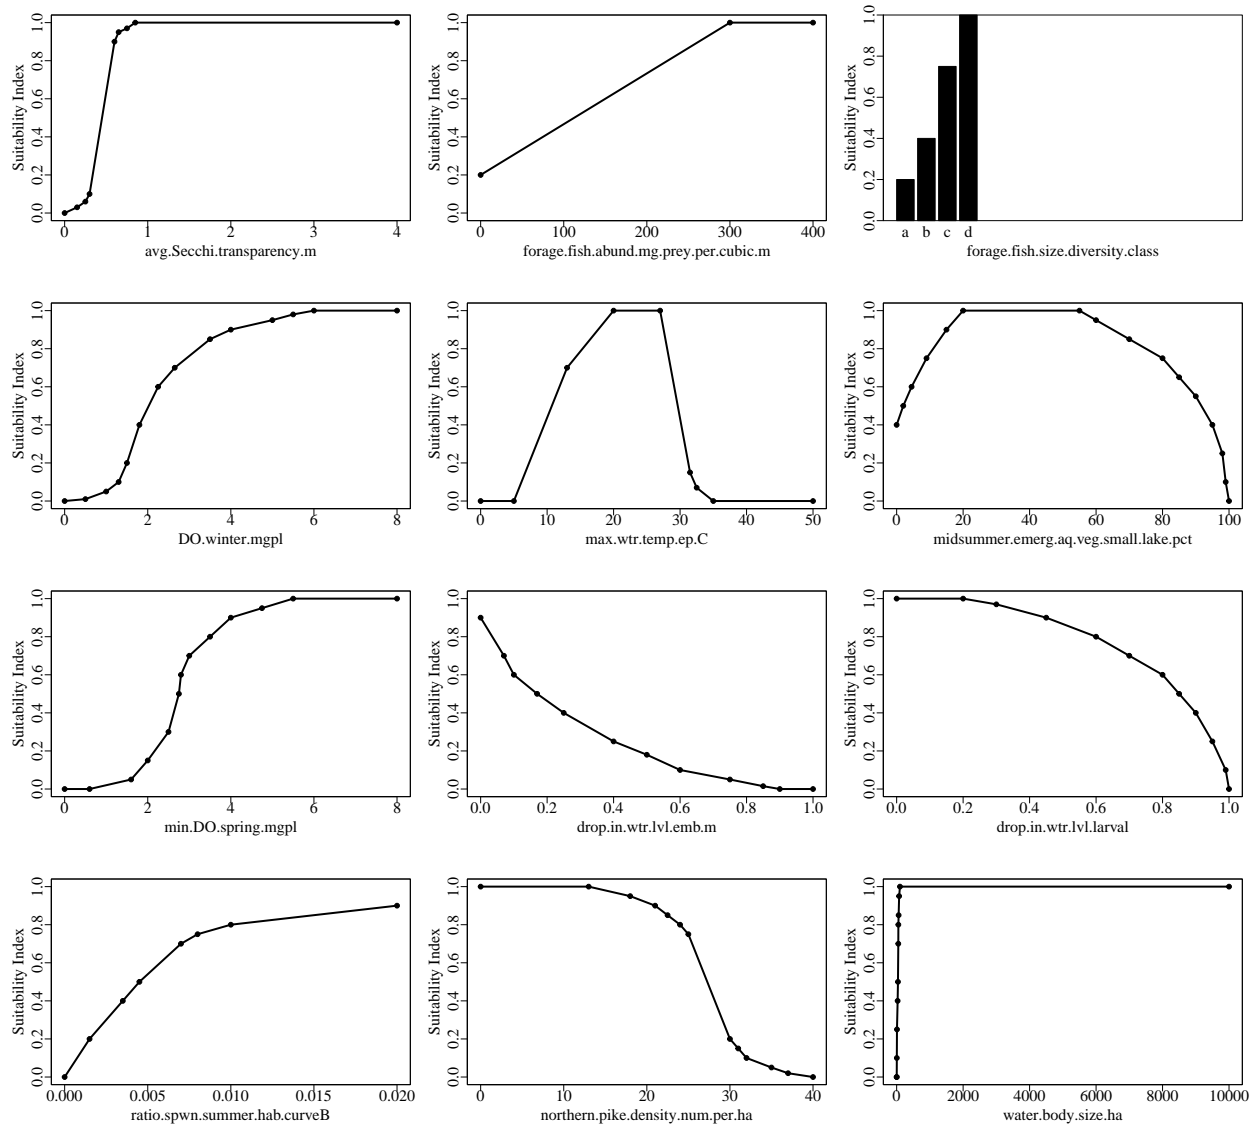 Suitability Index
0.0 0.2 0.4 0.6 0.8 1.0
0 1 2 3 4
avg.Secchi.transparency.m
Suitability Index
0.0 0.2 0.4 0.6 0.8 1.0
0 100 200 300 400
forage.fish.abund.mg.prey.per.cubic.m
Suitability Index
0.0 0.2 0.4 0.6 0.8 1.0
a b c d
forage.fish.size.diversity.class
Suitability Index
0.0 0.2 0.4 0.6 0.8 1.0
0 2 4 6 8
DO.winter.mgpl
Suitability Index
0.0 0.2 0.4 0.6 0.8 1.0
0 10 20 30 40 50
max.wtr.temp.ep.C
Suitability Index
0.0 0.2 0.4 0.6 0.8 1.0
0 20 40 60 80 100
midsummer.emerg.aq.veg.small.lake.pct
Suitability Index
0.0 0.2 0.4 0.6 0.8 1.0
0 2 4 6 8
min.DO.spring.mgpl
Suitability Index
0.0 0.2 0.4 0.6 0.8 1.0
0.0 0.2 0.4 0.6 0.8 1.0
drop.in.wtr.lvl.emb.m
Suitability Index
0.0 0.2 0.4 0.6 0.8 1.0
0.0 0.2 0.4 0.6 0.8 1.0
drop.in.wtr.lvl.larval
Suitability Index
0.0 0.2 0.4 0.6 0.8 1.0
0.000 0.005 0.010 0.015 0.020
ratio.spwn.summer.hab.curveB
Suitability Index
0.0 0.2 0.4 0.6 0.8 1.0
0 10 20 30 40
northern.pike.density.num.per.ha
Suitability Index
0.0 0.2 0.4 0.6 0.8 1.0
0 2000 4000 6000 8000 10000
water.body.size.ha